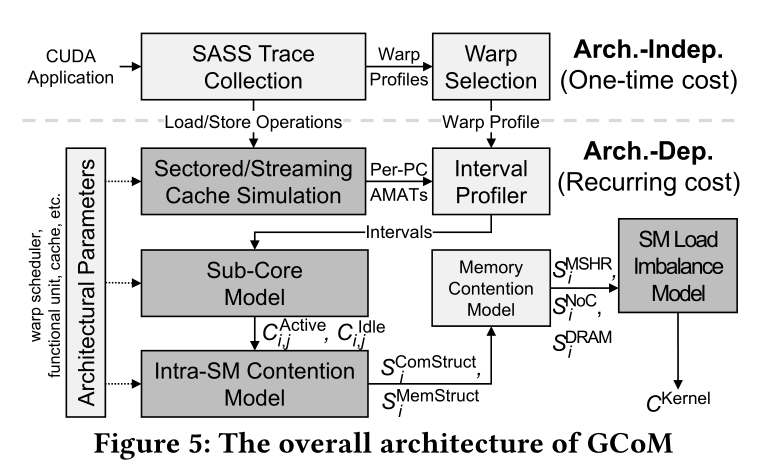 CUDA
Application
SASS Trace
Collection
Warp
Profiles
Warp
Selection
Arch.-Indep.
(One-time cost)
Load/Store Operations
Warp Profile
Arch.-Dep.
(Recurring cost)
warp scheduler,
functional unit, cache, etc.
Architectural Parameters
Sectored/Streaming
Cache Simulation
Per-PC
AMATs
Interval
Profiler
Intervals
Sub-Core
Model
C_{i,j}^{Active}, C_{i,j}^{Idle}
Intra-SM Contention
Model
S_i^{ComStruct},
S_i^{MemStruct}
Memory
Contention
Model
S_i^{MSHR},
S_i^{NoC},
S_i^{DRAM}
SM Load
Imbalance
Model
C^{Kernel}
Figure 5: The overall architecture of GCoM